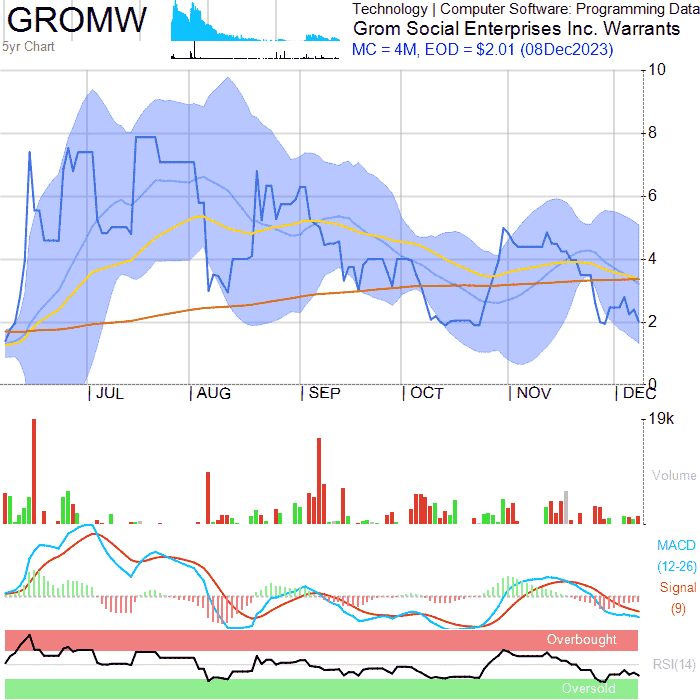 GROMW
5yr Chart
Technology | Computer Software: Programming Data
Grom Social Enterprises Inc. Warrants
MC = 4M, EOD = $2.01 (08Dec2023)
10
8
6
4
2
0
JUL
AUG
SEP
OCT
NOV
DEC
19k
Volume
MACD
(12-26)
Signal
(9)
Overbought
RSI(14)
Oversold